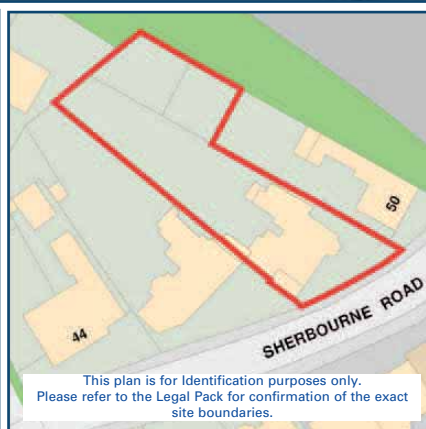 50
44
SHERBOURNE ROAD
This plan is for Identification purposes only.
Please refer to the Legal Pack for confirmation of the exact
site boundaries.